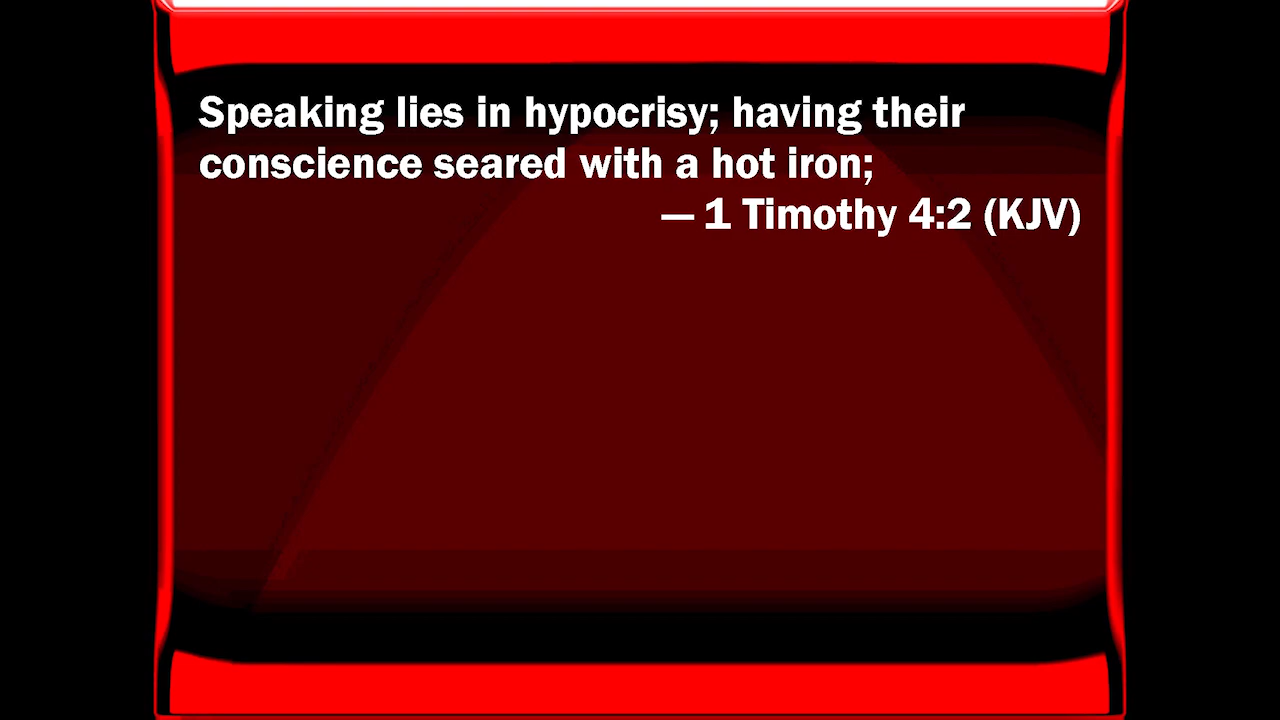 Speaking lies in hypocrisy; having their
conscience seared with a hot iron;
— 1 Timothy 4:2 (KJV)